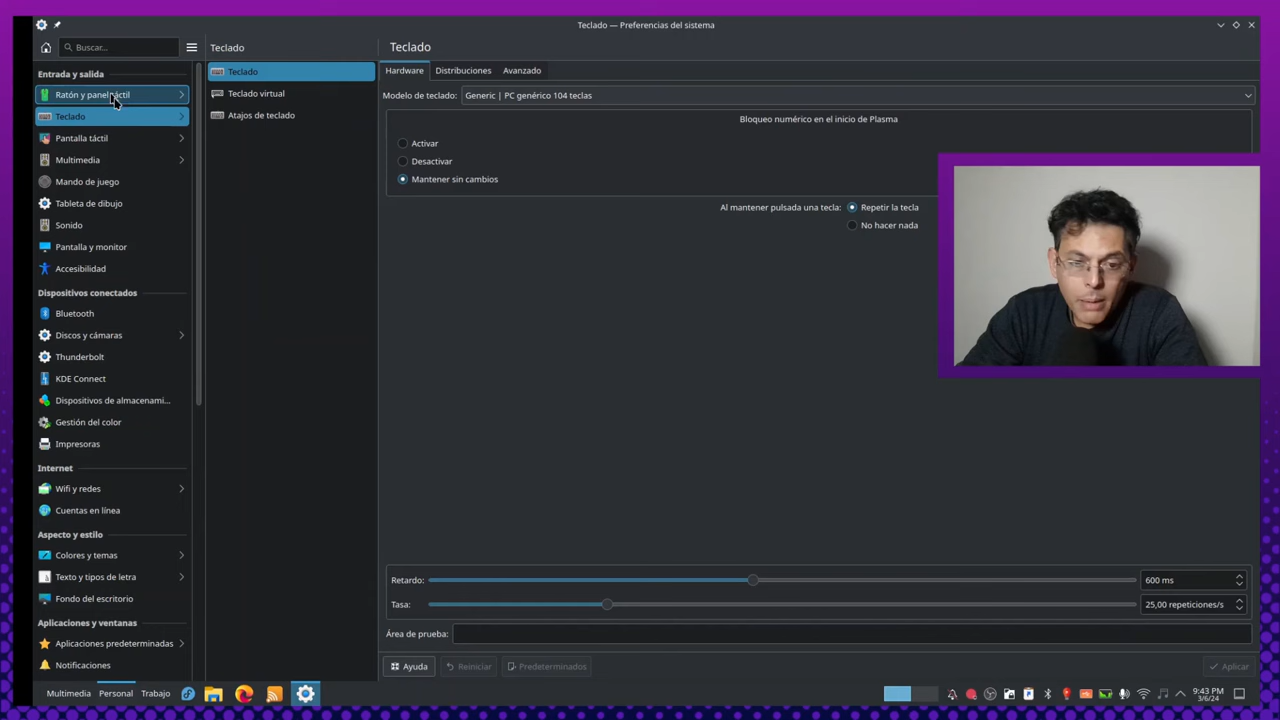 Teclado — Preferencias del sistema
Buscar...
Teclado
Teclado
Entrada y salida
Ratón y panel táctil
Teclado
Pantalla táctil
Multimedia
Mando de juego
Tableta de dibujo
Sonido
Pantalla y monitor
Accesibilidad
Dispositivos conectados
Bluetooth
Discos y cámaras
Thunderbolt
KDE Connect
Dispositivos de almacenami...
Gestión del color
Impresoras
Internet
Wifi y redes
Cuentas en línea
Aspecto y estilo
Colores y temas
Texto y tipos de letra
Fondo del escritorio
Aplicaciones y ventanas
Aplicaciones predeterminadas
Notificaciones
Teclado
Teclado virtual
Atajos de teclado
Hardware Distribuciones Avanzado
Modelo de teclado: Generic | PC genérico 104 teclas
Bloqueo numérico en el inicio de Plasma
Activar
Desactivar
Mantener sin cambios
Al mantener pulsada una tecla: Repetir la tecla
No hacer nada
Retardo: 600 ms
Tasa: 25,00 repeticiones/s
Área de prueba:
Ayuda Reiniciar Predeterminados Aplicar
Multimedia Personal Trabajo
9:43 PM
3/6/24